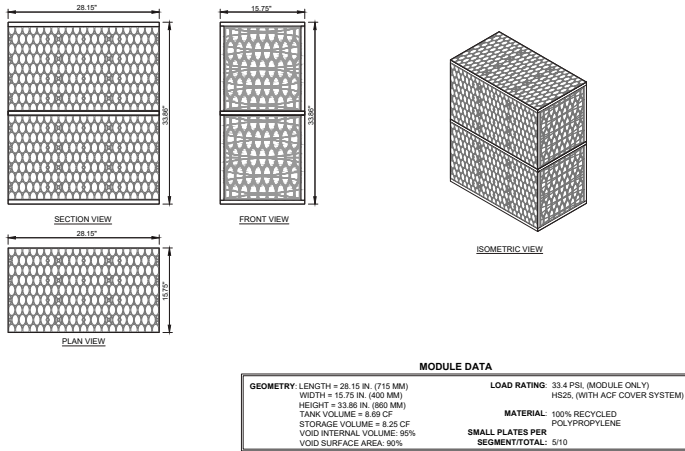 28.15"
33.86"
SECTION VIEW
15.75"
33.86"
FRONT VIEW
ISOMETRIC VIEW
28.15"
15.75"
PLAN VIEW
MODULE DATA
GEOMETRY: LENGTH = 28.15 IN. (715 MM)
WIDTH = 15.75 IN. (400 MM)
HEIGHT = 33.86 IN. (860 MM)
TANK VOLUME = 8.69 CF
STORAGE VOLUME = 8.25 CF
VOID INTERNAL VOLUME: 95%
VOID SURFACE AREA: 90%
LOAD RATING: 33.4 PSI, (MODULE ONLY)
HS25, (WITH ACF COVER SYSTEM)
MATERIAL: 100% RECYCLED
POLYPROPYLENE
SMALL PLATES PER
SEGMENT/TOTAL: 5/10